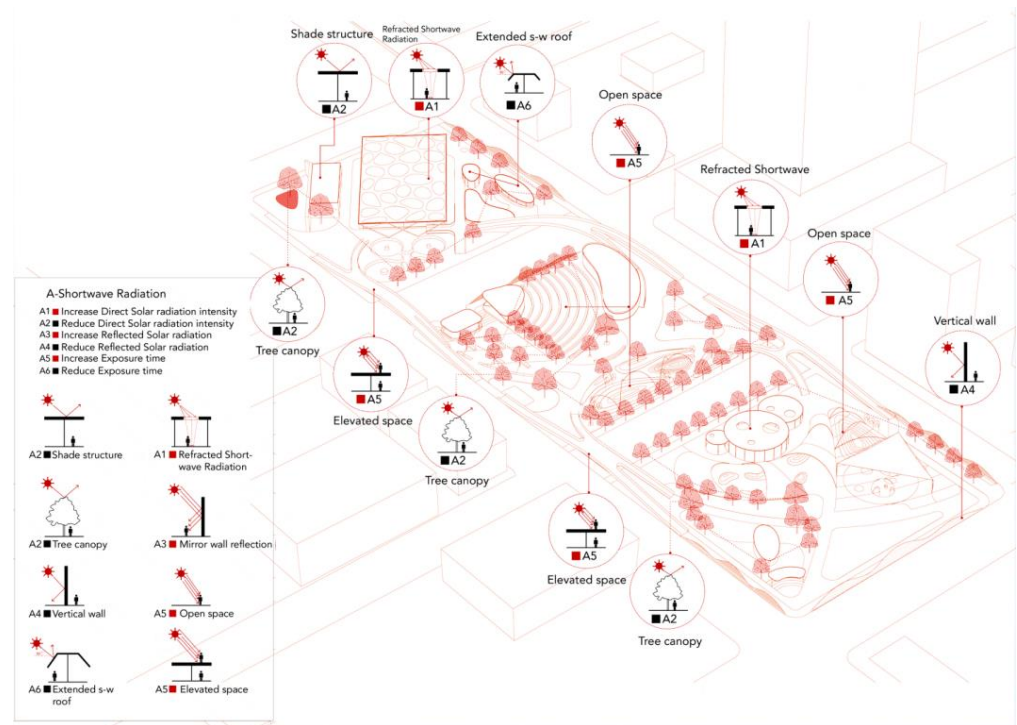 Shade structure
Refracted Shortwave
Radiation
Extended s-w roof
A2
A1
A6
Open space
A5
Refracted Shortwave
A1
Open space
A5
Vertical wall
A4
A2
Tree canopy
A5
Elevated space
A2
Tree canopy
A5
Elevated space
A2
Tree canopy
A-Shortwave Radiation
A1 Increase Direct Solar radiation intensity
A2 Reduce Direct Solar radiation intensity
A3 Increase Reflected Solar radiation
A4 Reduce Reflected Solar radiation
A5 Increase Exposure time
A6 Reduce Exposure time
A2 Shade structure
A1 Refracted Short-
wave Radiation
A2 Tree canopy
A3 Mirror wall reflection
A4 Vertical wall
A5 Open space
A6 Extended s-w
roof
A5 Elevated space